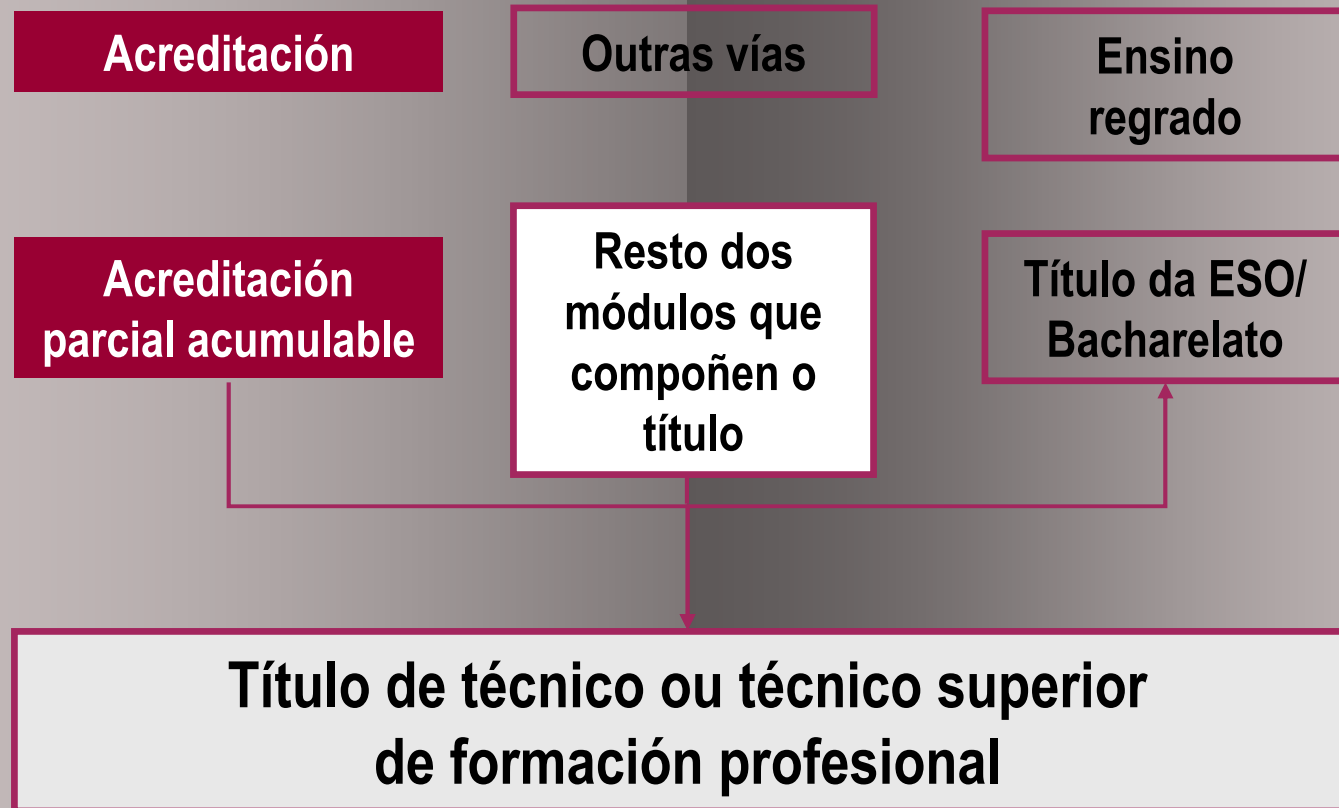 Acreditación
Outras vías
Ensino
regrado
Acreditación
parcial acumulable
Resto dos
módulos que
compoñen o
título
Título da ESO/
Bacharelato
Título de técnico ou técnico superior
de formación profesional